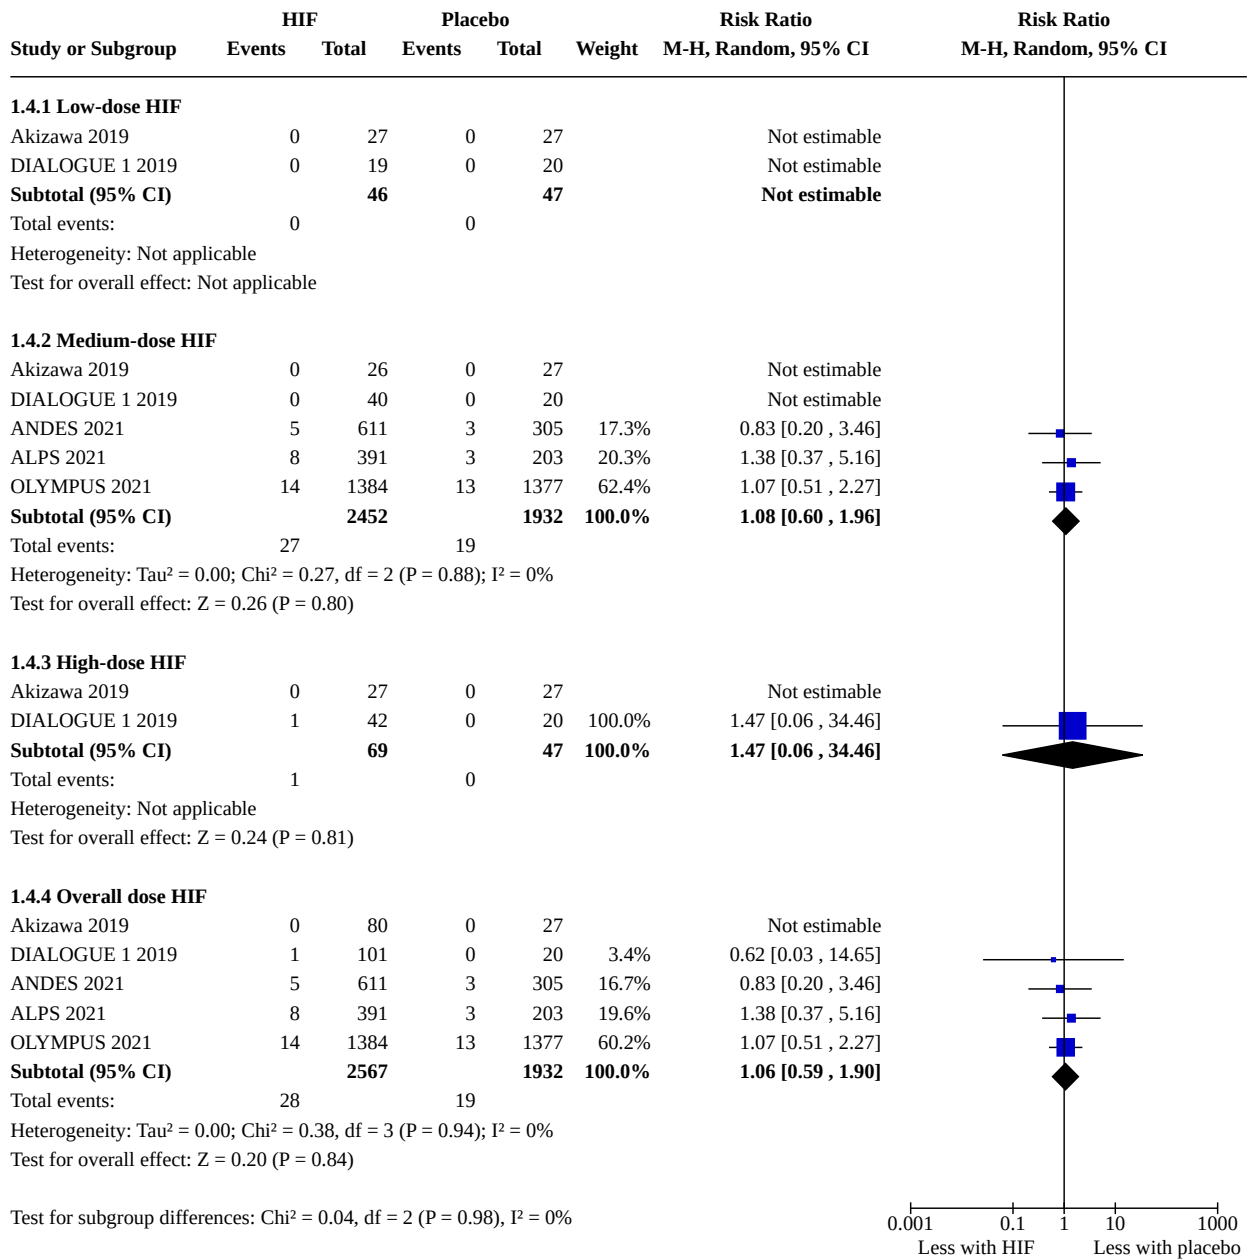 HIF Placebo Risk Ratio Risk Ratio
Study or Subgroup Events Total Events Total Weight M-H, Random, 95% CI M-H, Random, 95% CI
1.4.1 Low-dose HIF
Akizawa 2019 0 27 0 27 Not estimable
DIALOGUE 1 2019 0 19 0 20 Not estimable
Subtotal (95% CI) 46 47 Not estimable
Total events: 0 0
Heterogeneity: Not applicable
Test for overall effect: Not applicable
1.4.2 Medium-dose HIF
Akizawa 2019 0 26 0 27 Not estimable
DIALOGUE 1 2019 0 40 0 20 Not estimable
ANDES 2021 5 611 3 305 17.3% 0.83 [0.20 , 3.46]
ALPS 2021 8 391 3 203 20.3% 1.38 [0.37 , 5.16]
OLYMPUS 2021 14 1384 13 1377 62.4% 1.07 [0.51 , 2.27]
Subtotal (95% CI) 2452 1932 100.0% 1.08 [0.60 , 1.96]
Total events: 27 19
Heterogeneity: Tau² = 0.00; Chi² = 0.27, df = 2 (P = 0.88); I² = 0%
Test for overall effect: Z = 0.26 (P = 0.80)
1.4.3 High-dose HIF
Akizawa 2019 0 27 0 27 Not estimable
DIALOGUE 1 2019 1 42 0 20 100.0% 1.47 [0.06 , 34.46]
Subtotal (95% CI) 69 47 100.0% 1.47 [0.06 , 34.46]
Total events: 1 0
Heterogeneity: Not applicable
Test for overall effect: Z = 0.24 (P = 0.81)
1.4.4 Overall dose HIF
Akizawa 2019 0 80 0 27 Not estimable
DIALOGUE 1 2019 1 101 0 20 3.4% 0.62 [0.03 , 14.65]
ANDES 2021 5 611 3 305 16.7% 0.83 [0.20 , 3.46]
ALPS 2021 8 391 3 203 19.6% 1.38 [0.37 , 5.16]
OLYMPUS 2021 14 1384 13 1377 60.2% 1.07 [0.51 , 2.27]
Subtotal (95% CI) 2567 1932 100.0% 1.06 [0.59 , 1.90]
Total events: 28 19
Heterogeneity: Tau² = 0.00; Chi² = 0.38, df = 3 (P = 0.94); I² = 0%
Test for overall effect: Z = 0.20 (P = 0.84)
Test for subgroup differences: Chi² = 0.04, df = 2 (P = 0.98), I² = 0%
0.001 0.1 1 10 1000
Less with HIF Less with placebo